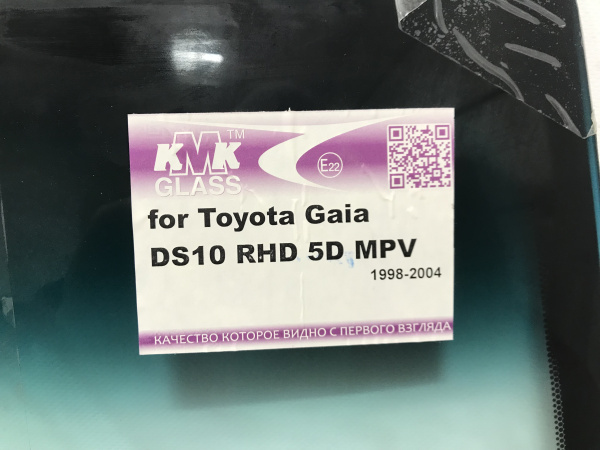 KMK™
GLASS
E22
for Toyota Gaia
DS10 RHD 5D MPV
1998-2004
КАЧЕСТВО КОТОРОЕ ВИДНО С ПЕРВОГО ВЗГЛЯДА